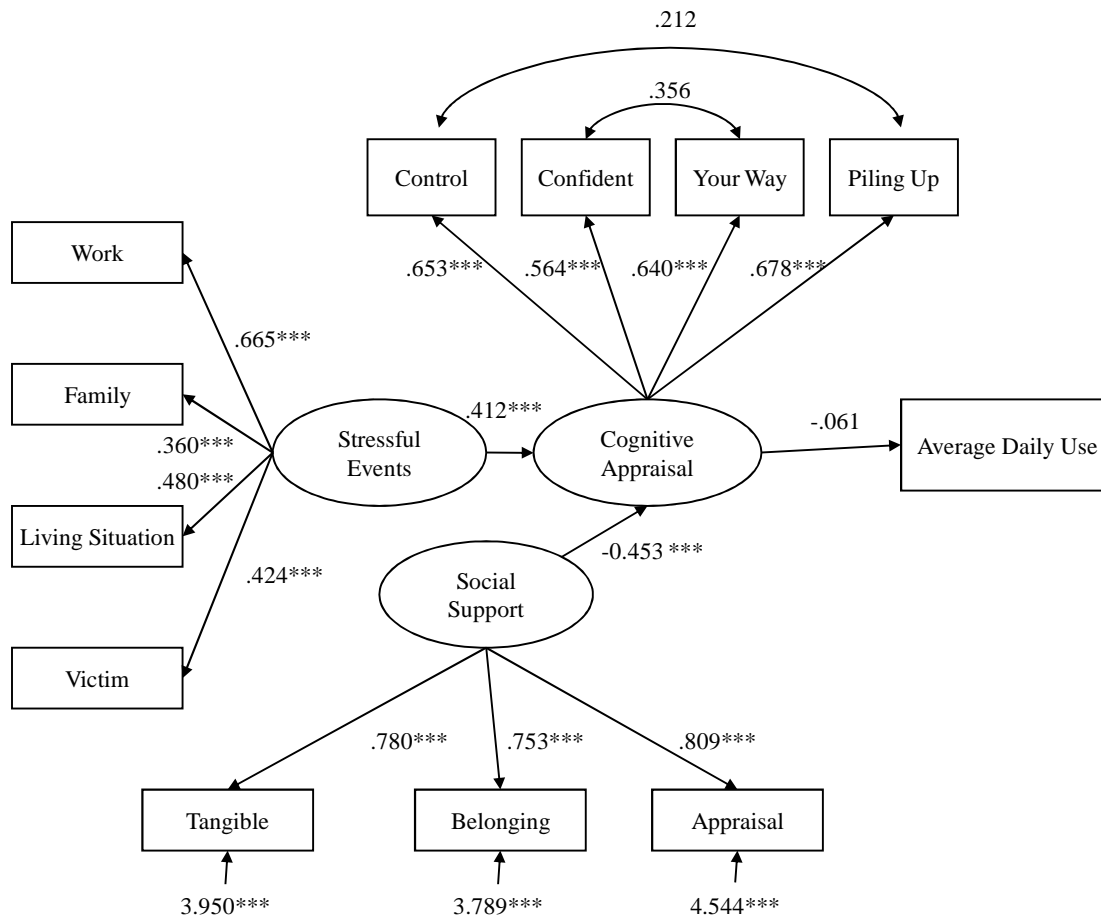 .212
.356
Control
Confident
Your Way
Piling Up
.653***
.564***
.640***
.678***
Work
.665***
Family
.360***
.480***
Living Situation
.424***
Victim
Stressful
Events
.412***
Cognitive
Appraisal
-.061
Average Daily Use
-0.453 ***
Social
Support
.780***
.753***
.809***
Tangible
Belonging
Appraisal
3.950***
3.789***
4.544***